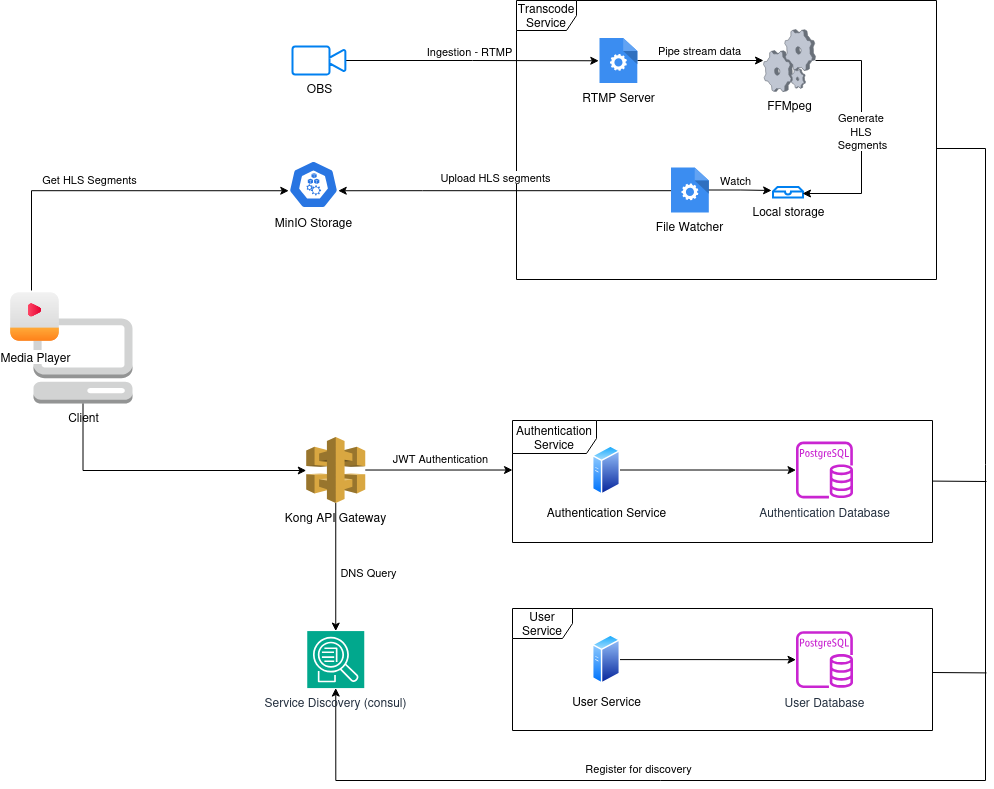 Transcode
Service
Ingestion - RTMP
Pipe stream data
OBS
RTMP Server
FFMpeg
Generate
HLS
Segments
Get HLS Segments
Upload HLS segments
Watch
MinIO Storage
File Watcher
Local storage
Media Player
Client
Authentication
Service
JWT Authentication
PostgreSQL
Kong API Gateway
Authentication Service
Authentication Database
DNS Query
User
Service
PostgreSQL
Service Discovery (consul)
User Service
User Database
Register for discovery